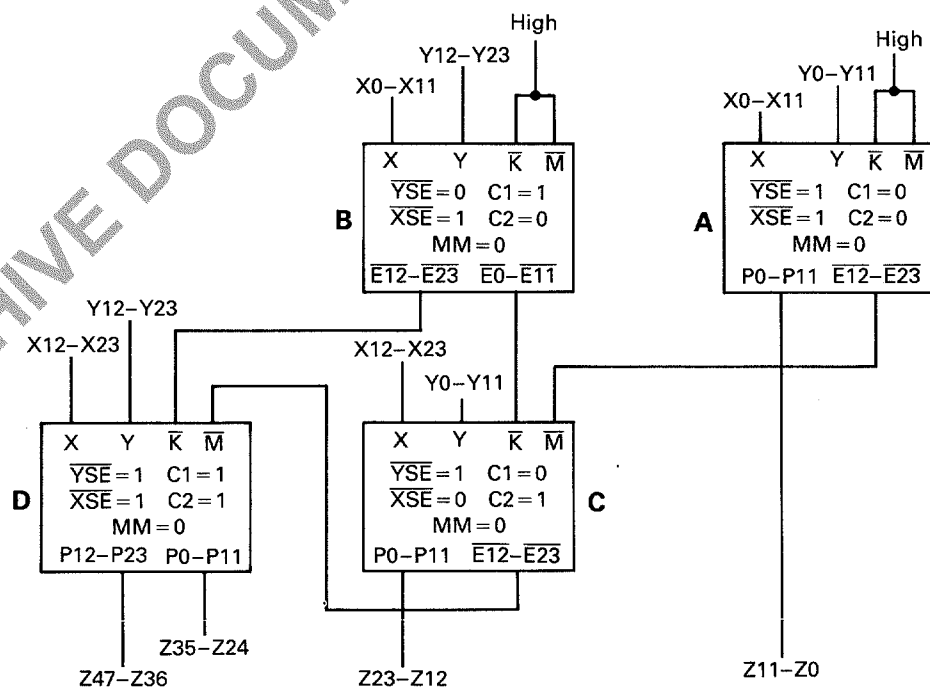 HIVE DOCUM
High
High
Y12–Y23
Y0–Y11
X0–X11
X0–X11
X Y K̅ M̅
X Y K̅ M̅
Y̅S̅E̅ = 0 C1 = 1
X̅S̅E̅ = 1 C2 = 0
MM = 0
E̅1̅2̅–E̅2̅3̅ E̅0̅–E̅1̅1̅
B
Y̅S̅E̅ = 1 C1 = 0
X̅S̅E̅ = 1 C2 = 0
MM = 0
P0–P11 E̅1̅2̅–E̅2̅3̅
A
Y12–Y23
X12–X23
X12–X23
Y0–Y11
X Y K̅ M̅
Y̅S̅E̅ = 1 C1 = 1
X̅S̅E̅ = 1 C2 = 1
MM = 0
P12–P23 P0–P11
D
X Y K̅ M̅
Y̅S̅E̅ = 1 C1 = 0
X̅S̅E̅ = 0 C2 = 1
MM = 0
P0–P11 E̅1̅2̅–E̅2̅3̅
C
Z35–Z24
Z47–Z36
Z23–Z12
Z11–Z0